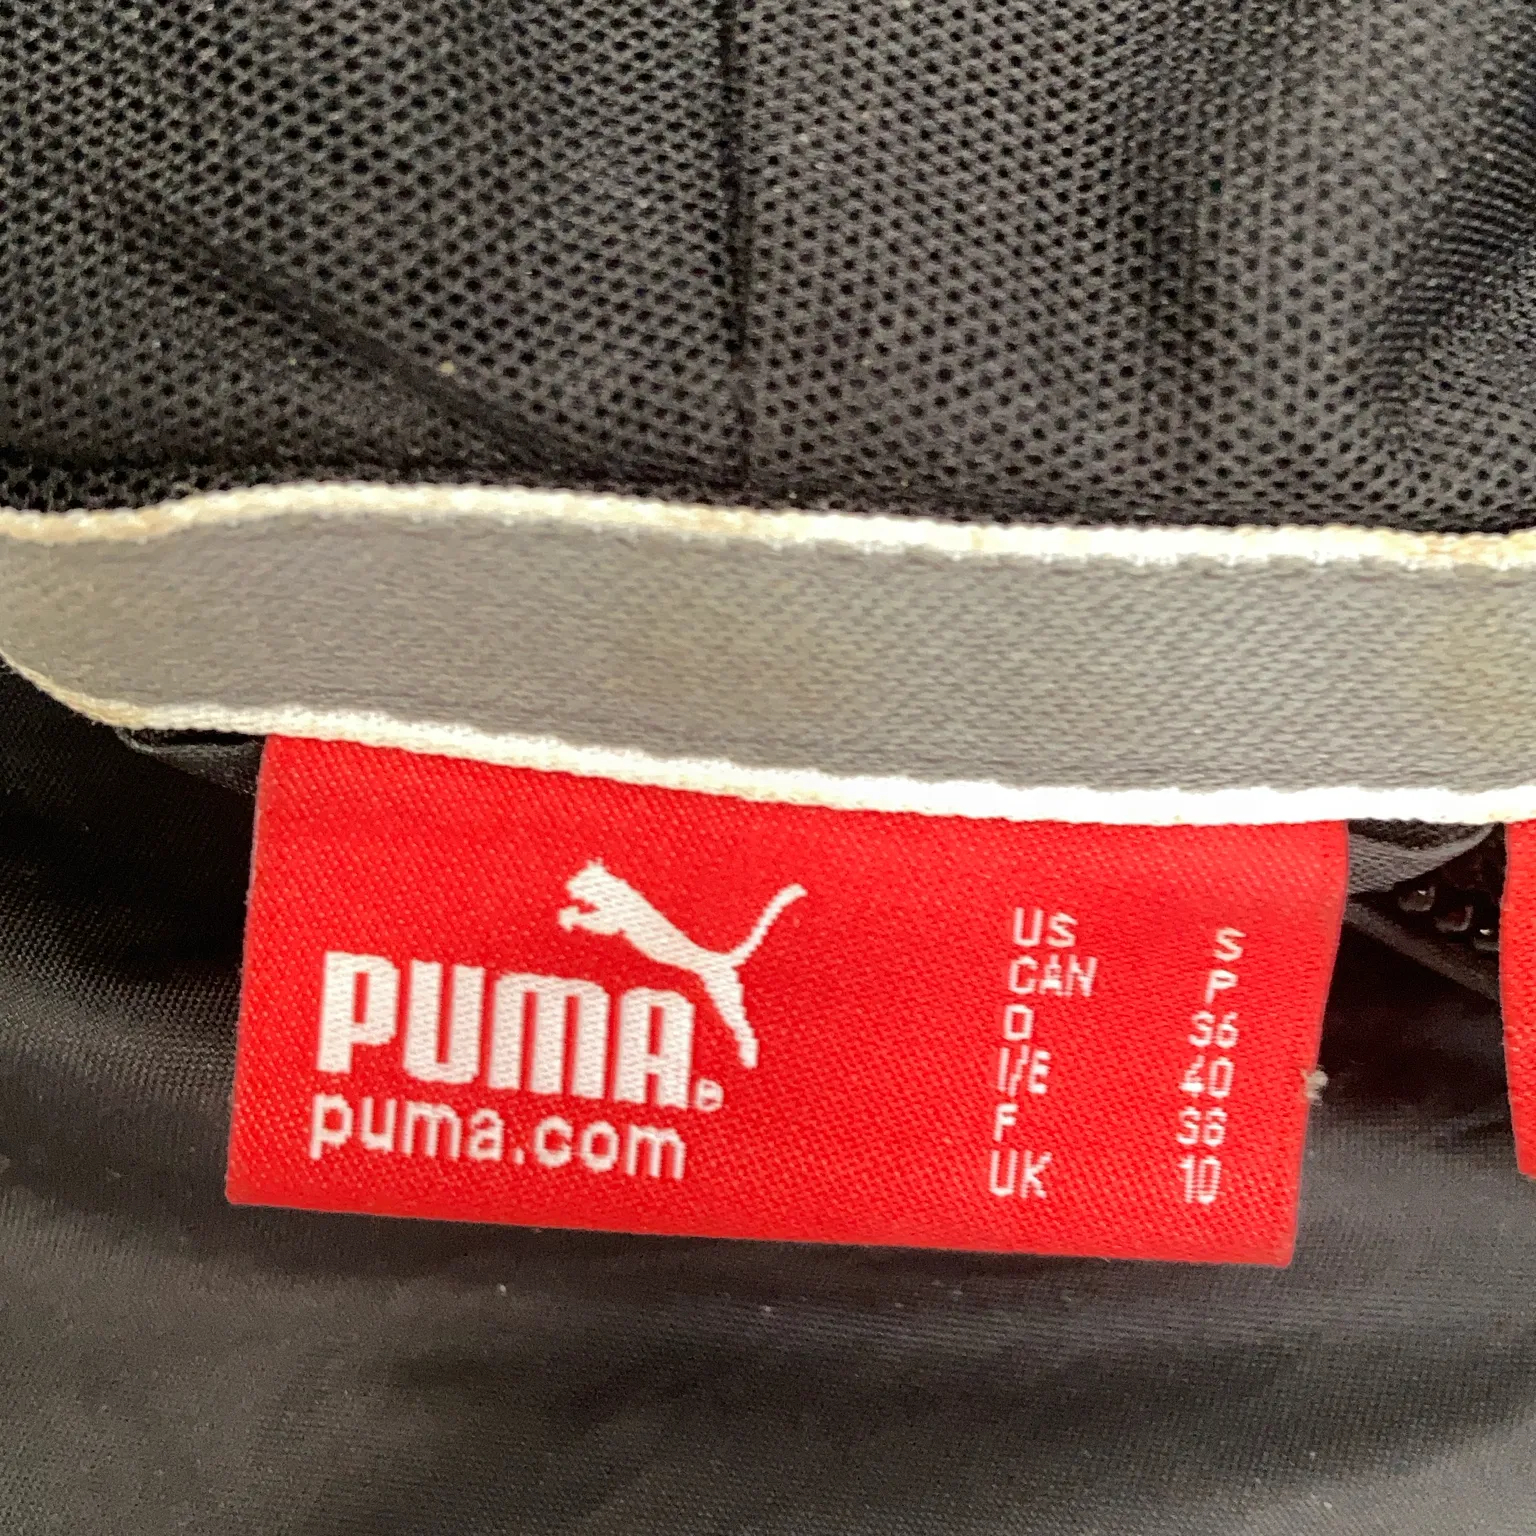 PUMA®
puma.com
US S
CAN P
D 36
I/E 40
F 36
UK 10